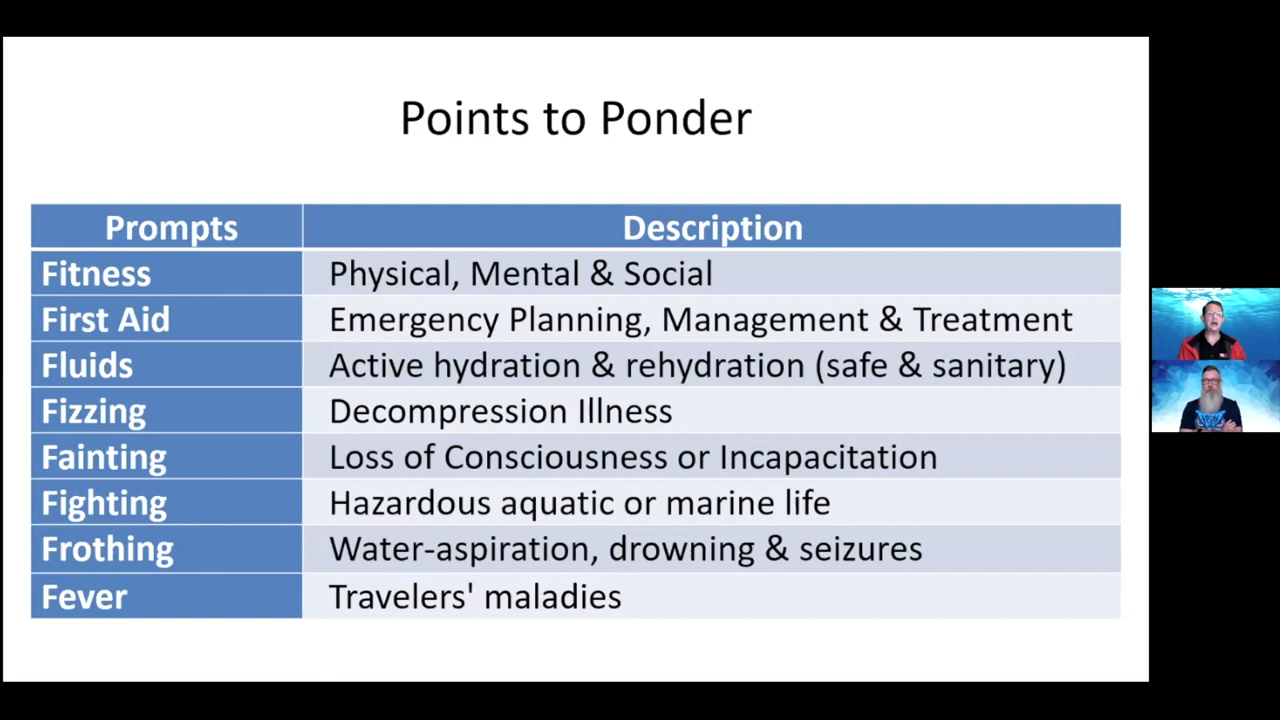 Points to Ponder
Prompts Description
Fitness Physical, Mental & Social
First Aid Emergency Planning, Management & Treatment
Fluids Active hydration & rehydration (safe & sanitary)
Fizzing Decompression Illness
Fainting Loss of Consciousness or Incapacitation
Fighting Hazardous aquatic or marine life
Frothing Water-aspiration, drowning & seizures
Fever Travelers' maladies